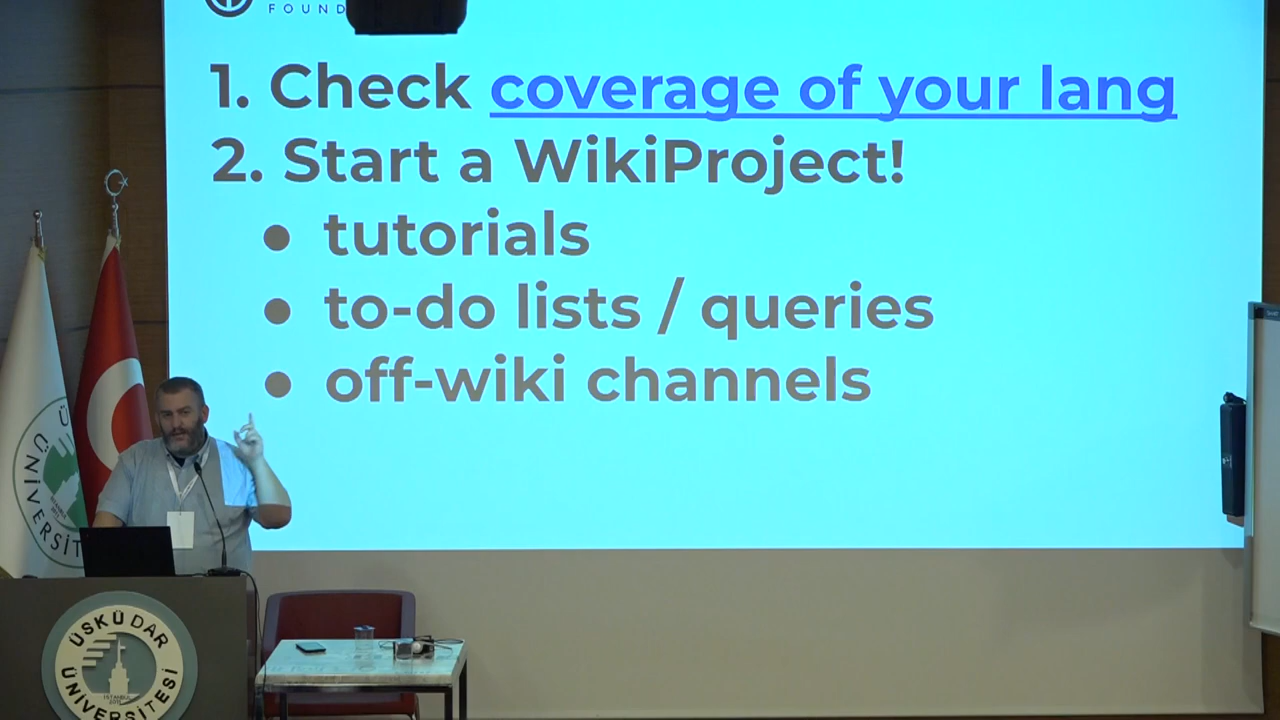 FOUND
1. Check coverage of your lang
2. Start a WikiProject!
● tutorials
● to-do lists / queries
● off-wiki channels
ÜNİVERSİT
ÜSKÜDAR
ÜNİVERSİTESİ
İSTANBUL